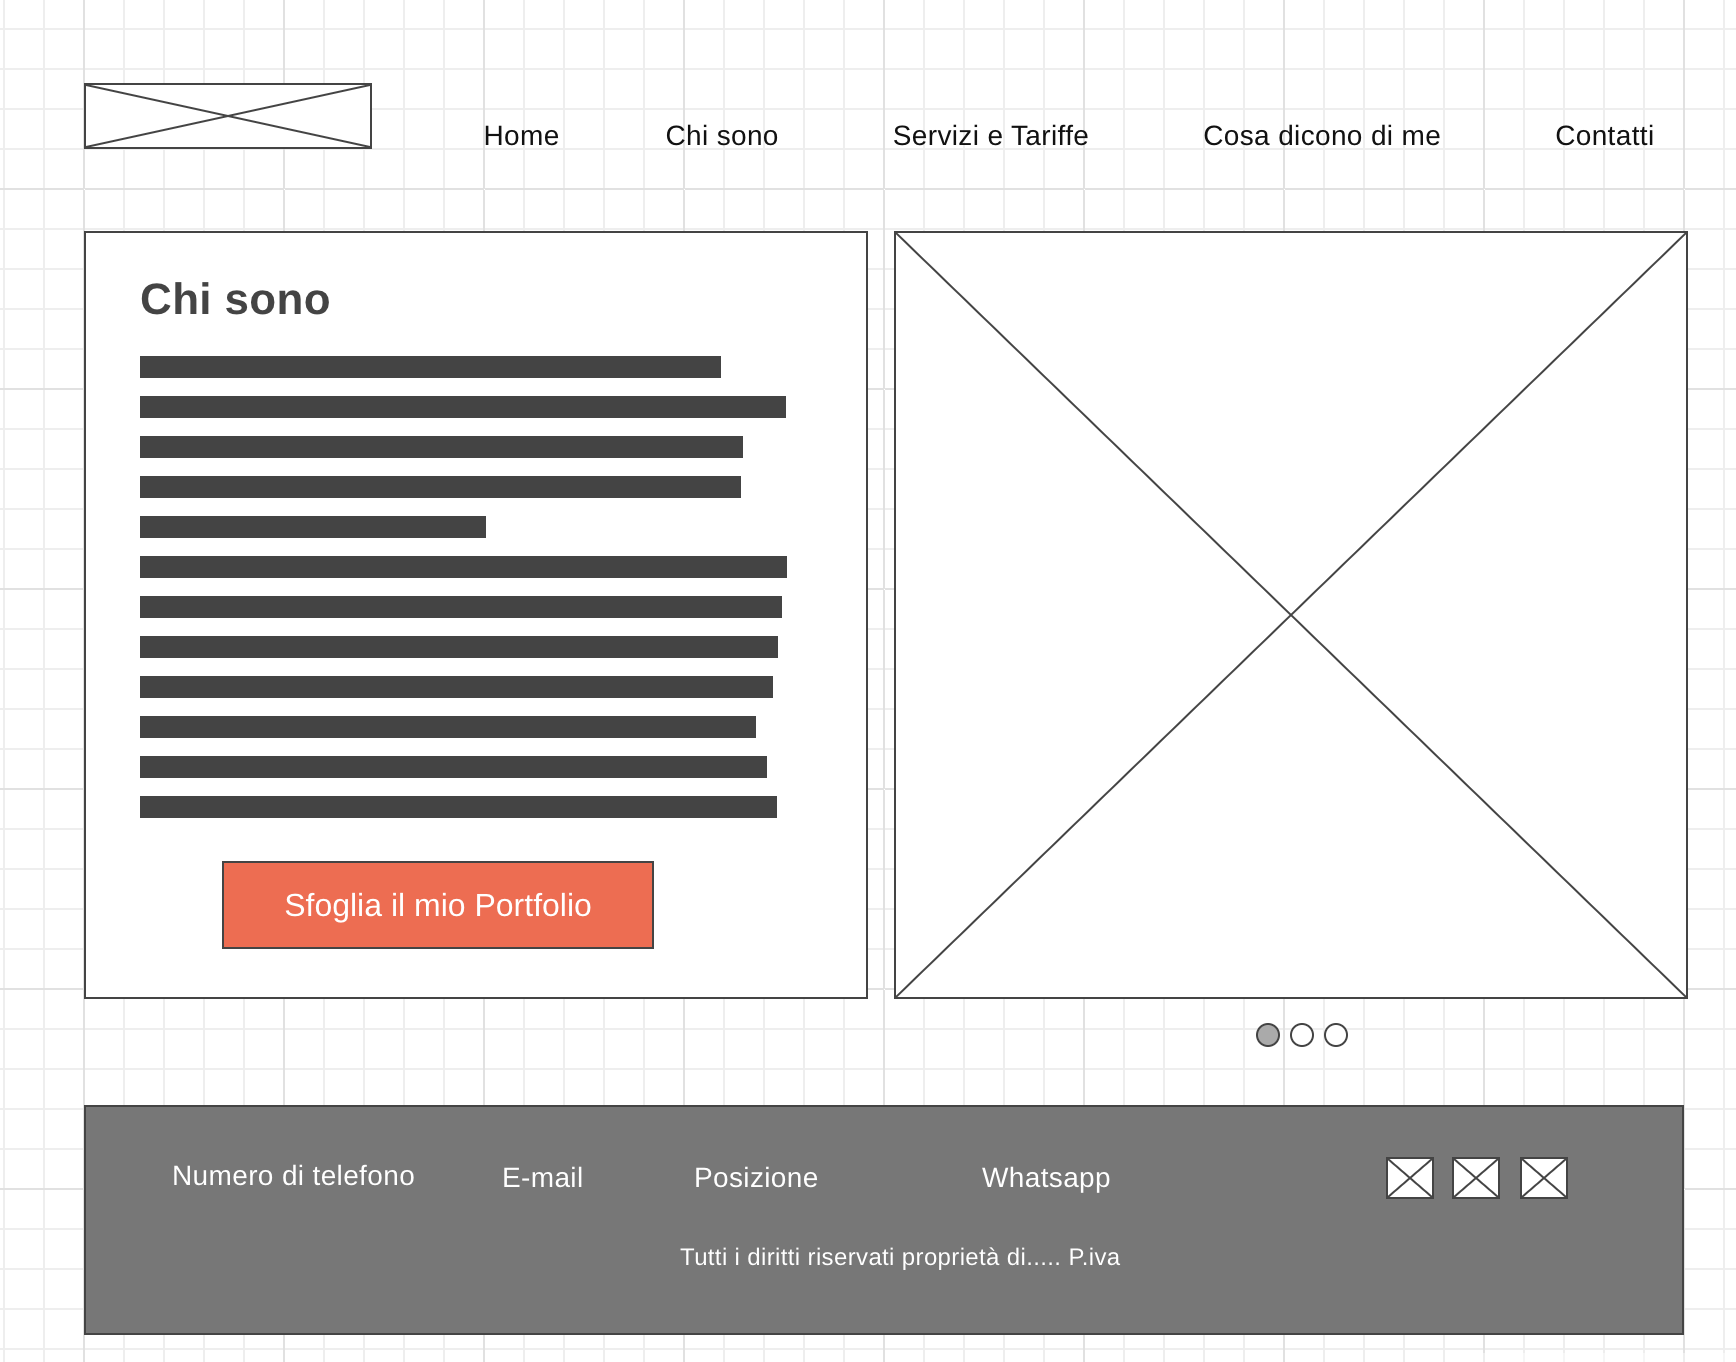 Home
Chi sono
Servizi e Tariffe
Cosa dicono di me
Contatti
Chi sono
Sfoglia il mio Portfolio
Numero di telefono
E-mail
Posizione
Whatsapp
Tutti i diritti riservati proprietà di..... P.iva